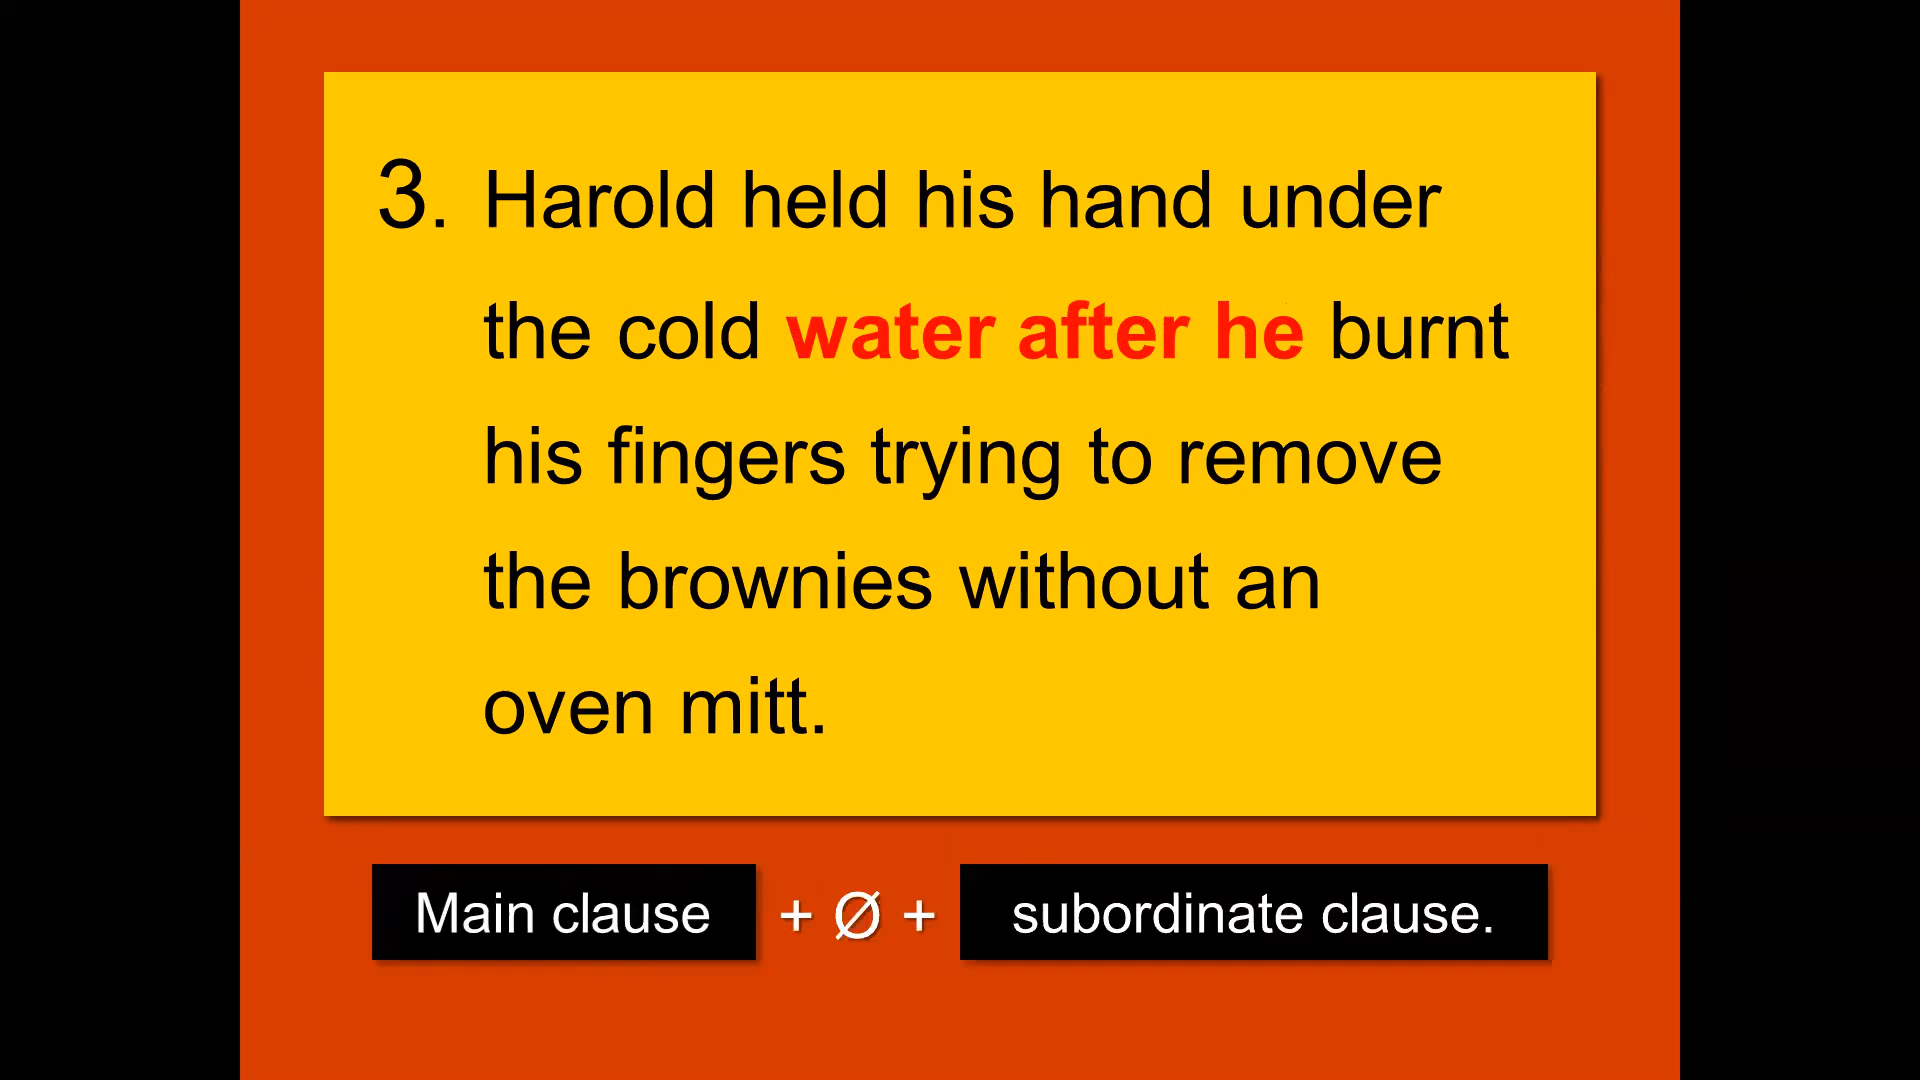 3. Harold held his hand under
the cold water after he burnt
his fingers trying to remove
the brownies without an
oven mitt.
Main clause + Ø + subordinate clause.